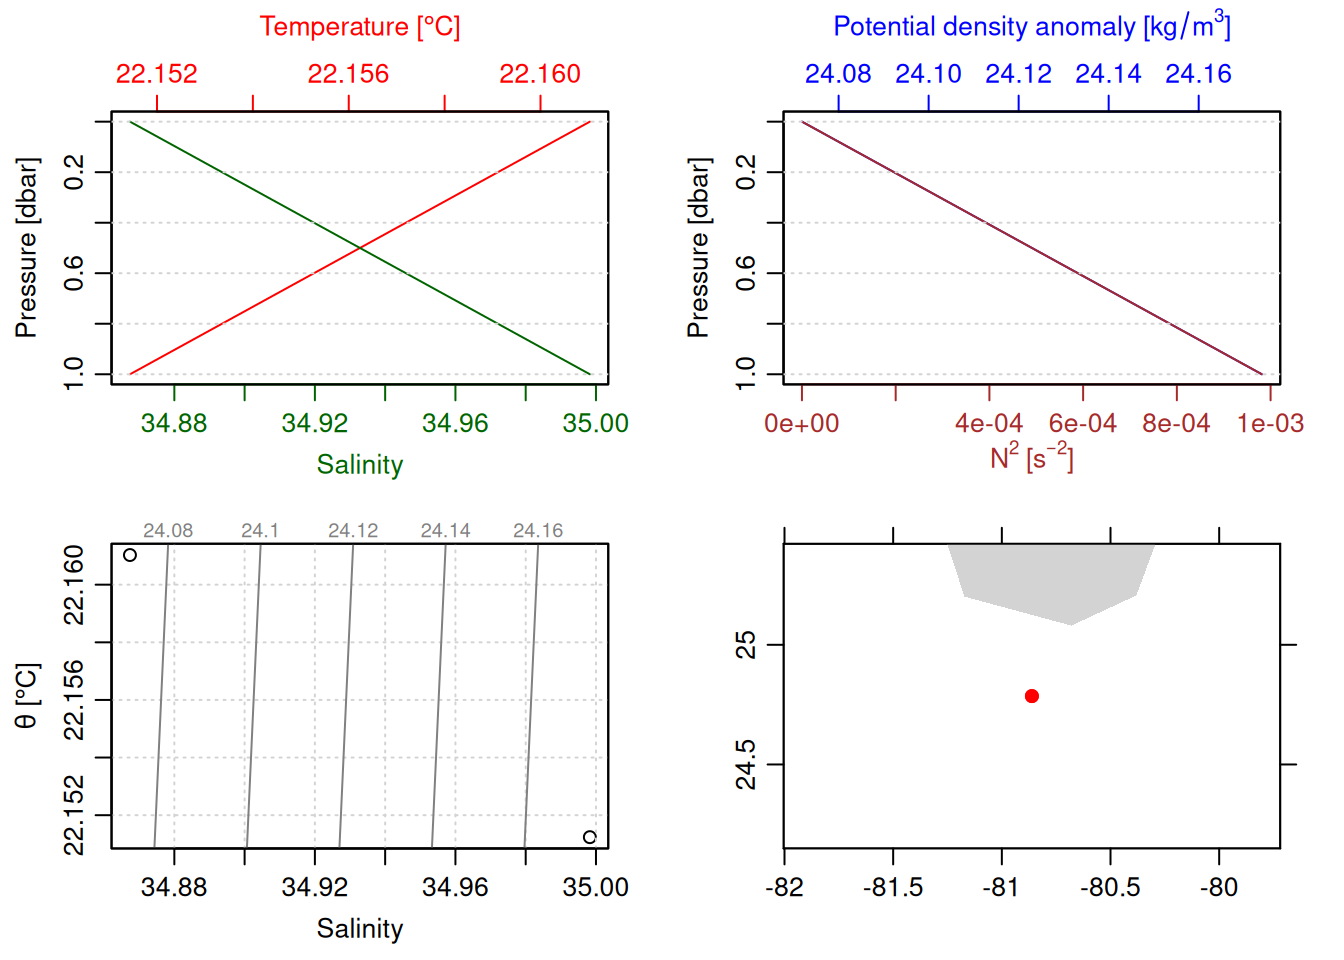 Temperature [°C]
22.152 22.156 22.160
Pressure [dbar]
0.2
0.6
1.0
34.88 34.92 34.96 35.00
Salinity
Potential density anomaly [kg/m³]
24.08 24.10 24.12 24.14 24.16
Pressure [dbar]
0.2
0.6
1.0
0e+00 4e-04 6e-04 8e-04 1e-03
N² [s⁻²]
24.08 24.1 24.12 24.14 24.16
θ [°C]
22.160
22.156
22.152
34.88 34.92 34.96 35.00
Salinity
25
24.5
-82 -81.5 -81 -80.5 -80